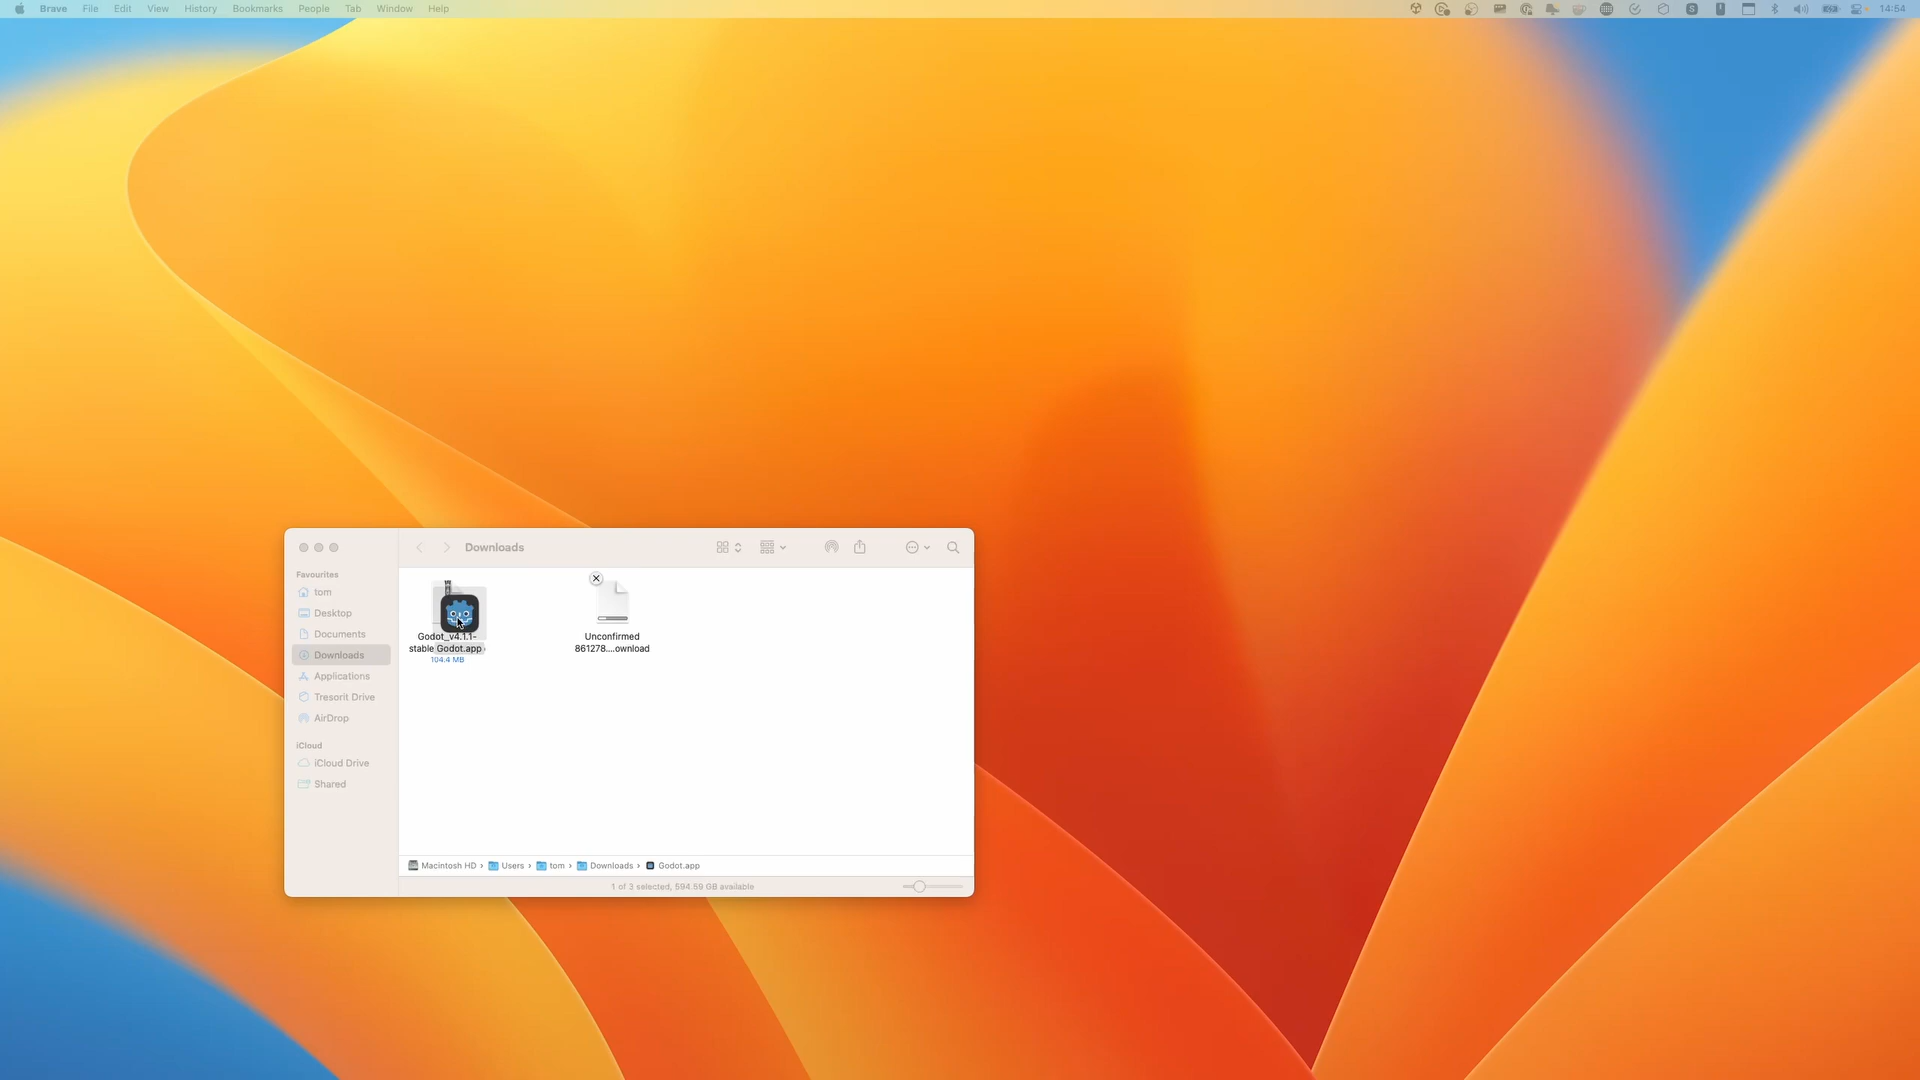 Brave File Edit View History Bookmarks People Tab Window Help 14:54
Downloads
Favourites
tom
Desktop
Documents
Downloads
Applications
Tresorit Drive
AirDrop
iCloud
iCloud Drive
Shared
Godot_v4.1.1-
stable
104.4 MB
Godot.app
Unconfirmed
861278....ownload
Macintosh HD › Users › tom › Downloads › Godot.app
1 of 3 selected, 594.59 GB available